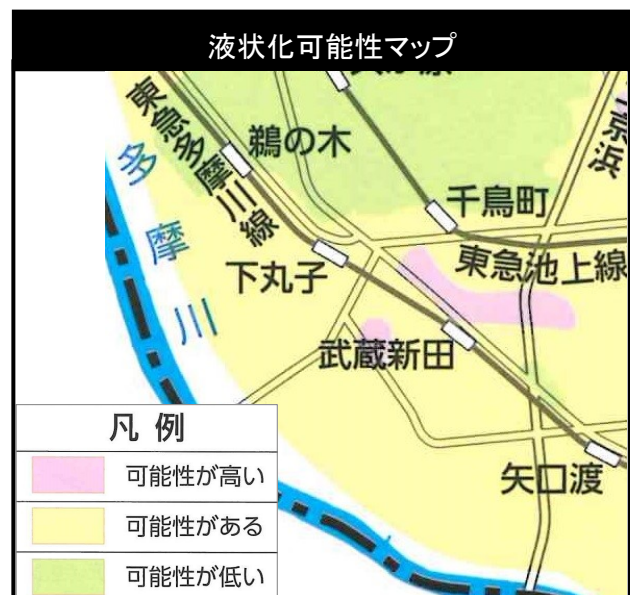 液状化可能性マップ
東急多摩川線
鵜の木
多摩川
千鳥町
京浜
東急池上線
下丸子
武蔵新田
矢口渡
凡 例
可能性が高い
可能性がある
可能性が低い